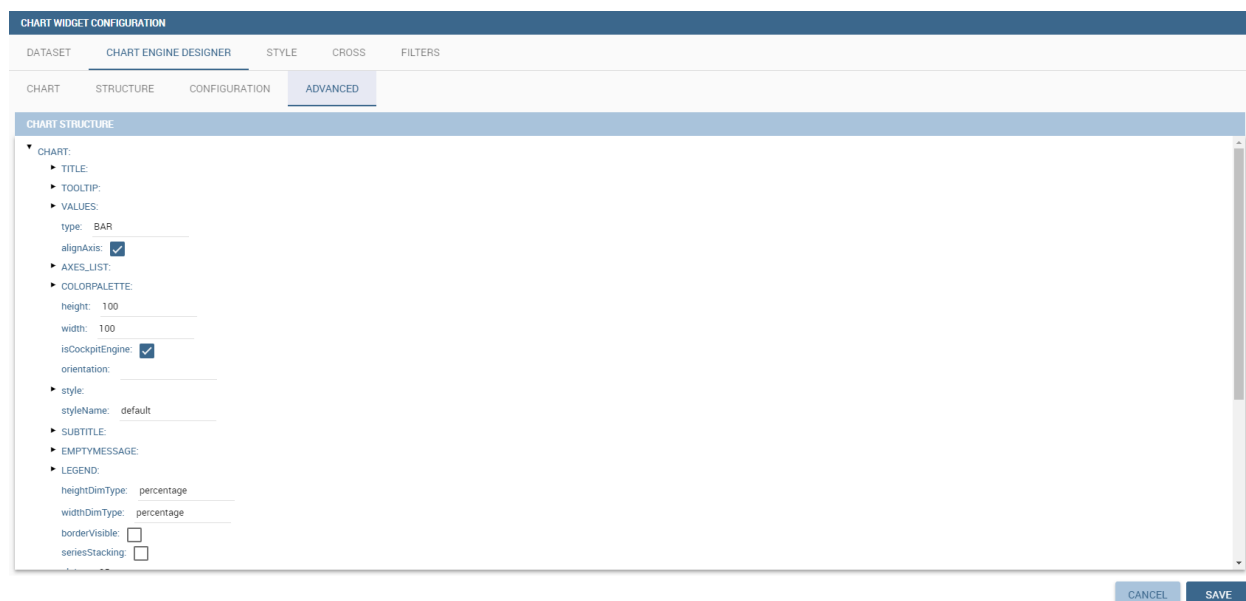 CHART WIDGET CONFIGURATION
DATASET CHART ENGINE DESIGNER STYLE CROSS FILTERS
CHART STRUCTURE CONFIGURATION ADVANCED
CHART STRUCTURE
CHART:
TITLE:
TOOLTIP:
VALUES:
type: BAR
alignAxis:
AXES_LIST:
COLORPALETTE:
height: 100
width: 100
isCockpitEngine:
orientation:
style:
styleName: default
SUBTITLE:
EMPTYMESSAGE:
LEGEND:
heightDimType: percentage
widthDimType: percentage
borderVisible:
seriesStacking:
CANCEL SAVE